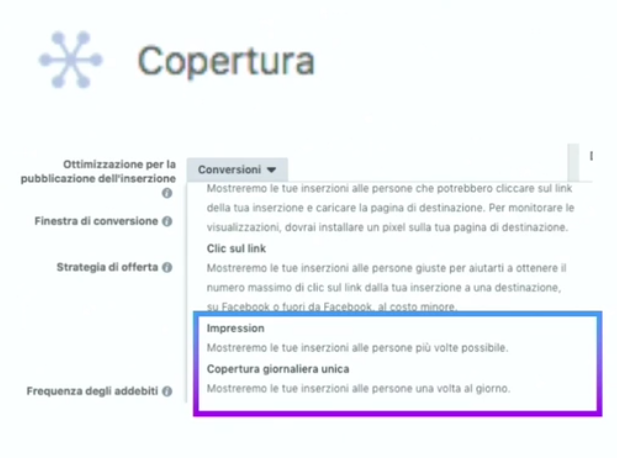 Copertura
Ottimizzazione per la
pubblicazione dell'inserzione
Conversioni
Mostreremo le tue inserzioni alle persone che potrebbero cliccare sul link
della tua inserzione e caricare la pagina di destinazione. Per monitorare le
visualizzazioni, dovrai installare un pixel sulla tua pagina di destinazione.
Finestra di conversione
Clic sul link
Strategia di offerta
Mostreremo le tue inserzioni alle persone giuste per aiutarti a ottenere il
numero massimo di clic sul link dalla tua inserzione a una destinazione,
su Facebook o fuori da Facebook, al costo minore.
Impression
Mostreremo le tue inserzioni alle persone più volte possibile.
Copertura giornaliera unica
Mostreremo le tue inserzioni alle persone una volta al giorno.
Frequenza degli addebiti